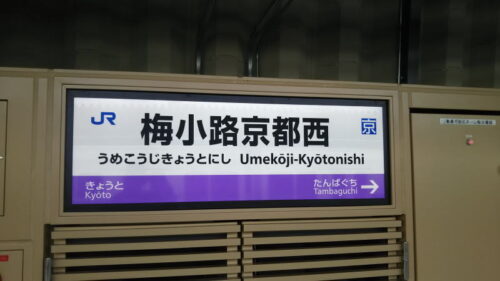 JR 梅小路京都西 京
うめこうじきょうとにし Umekōji-Kyōtonishi
きょうと たんばぐち →
Kyōto Tambaguchi